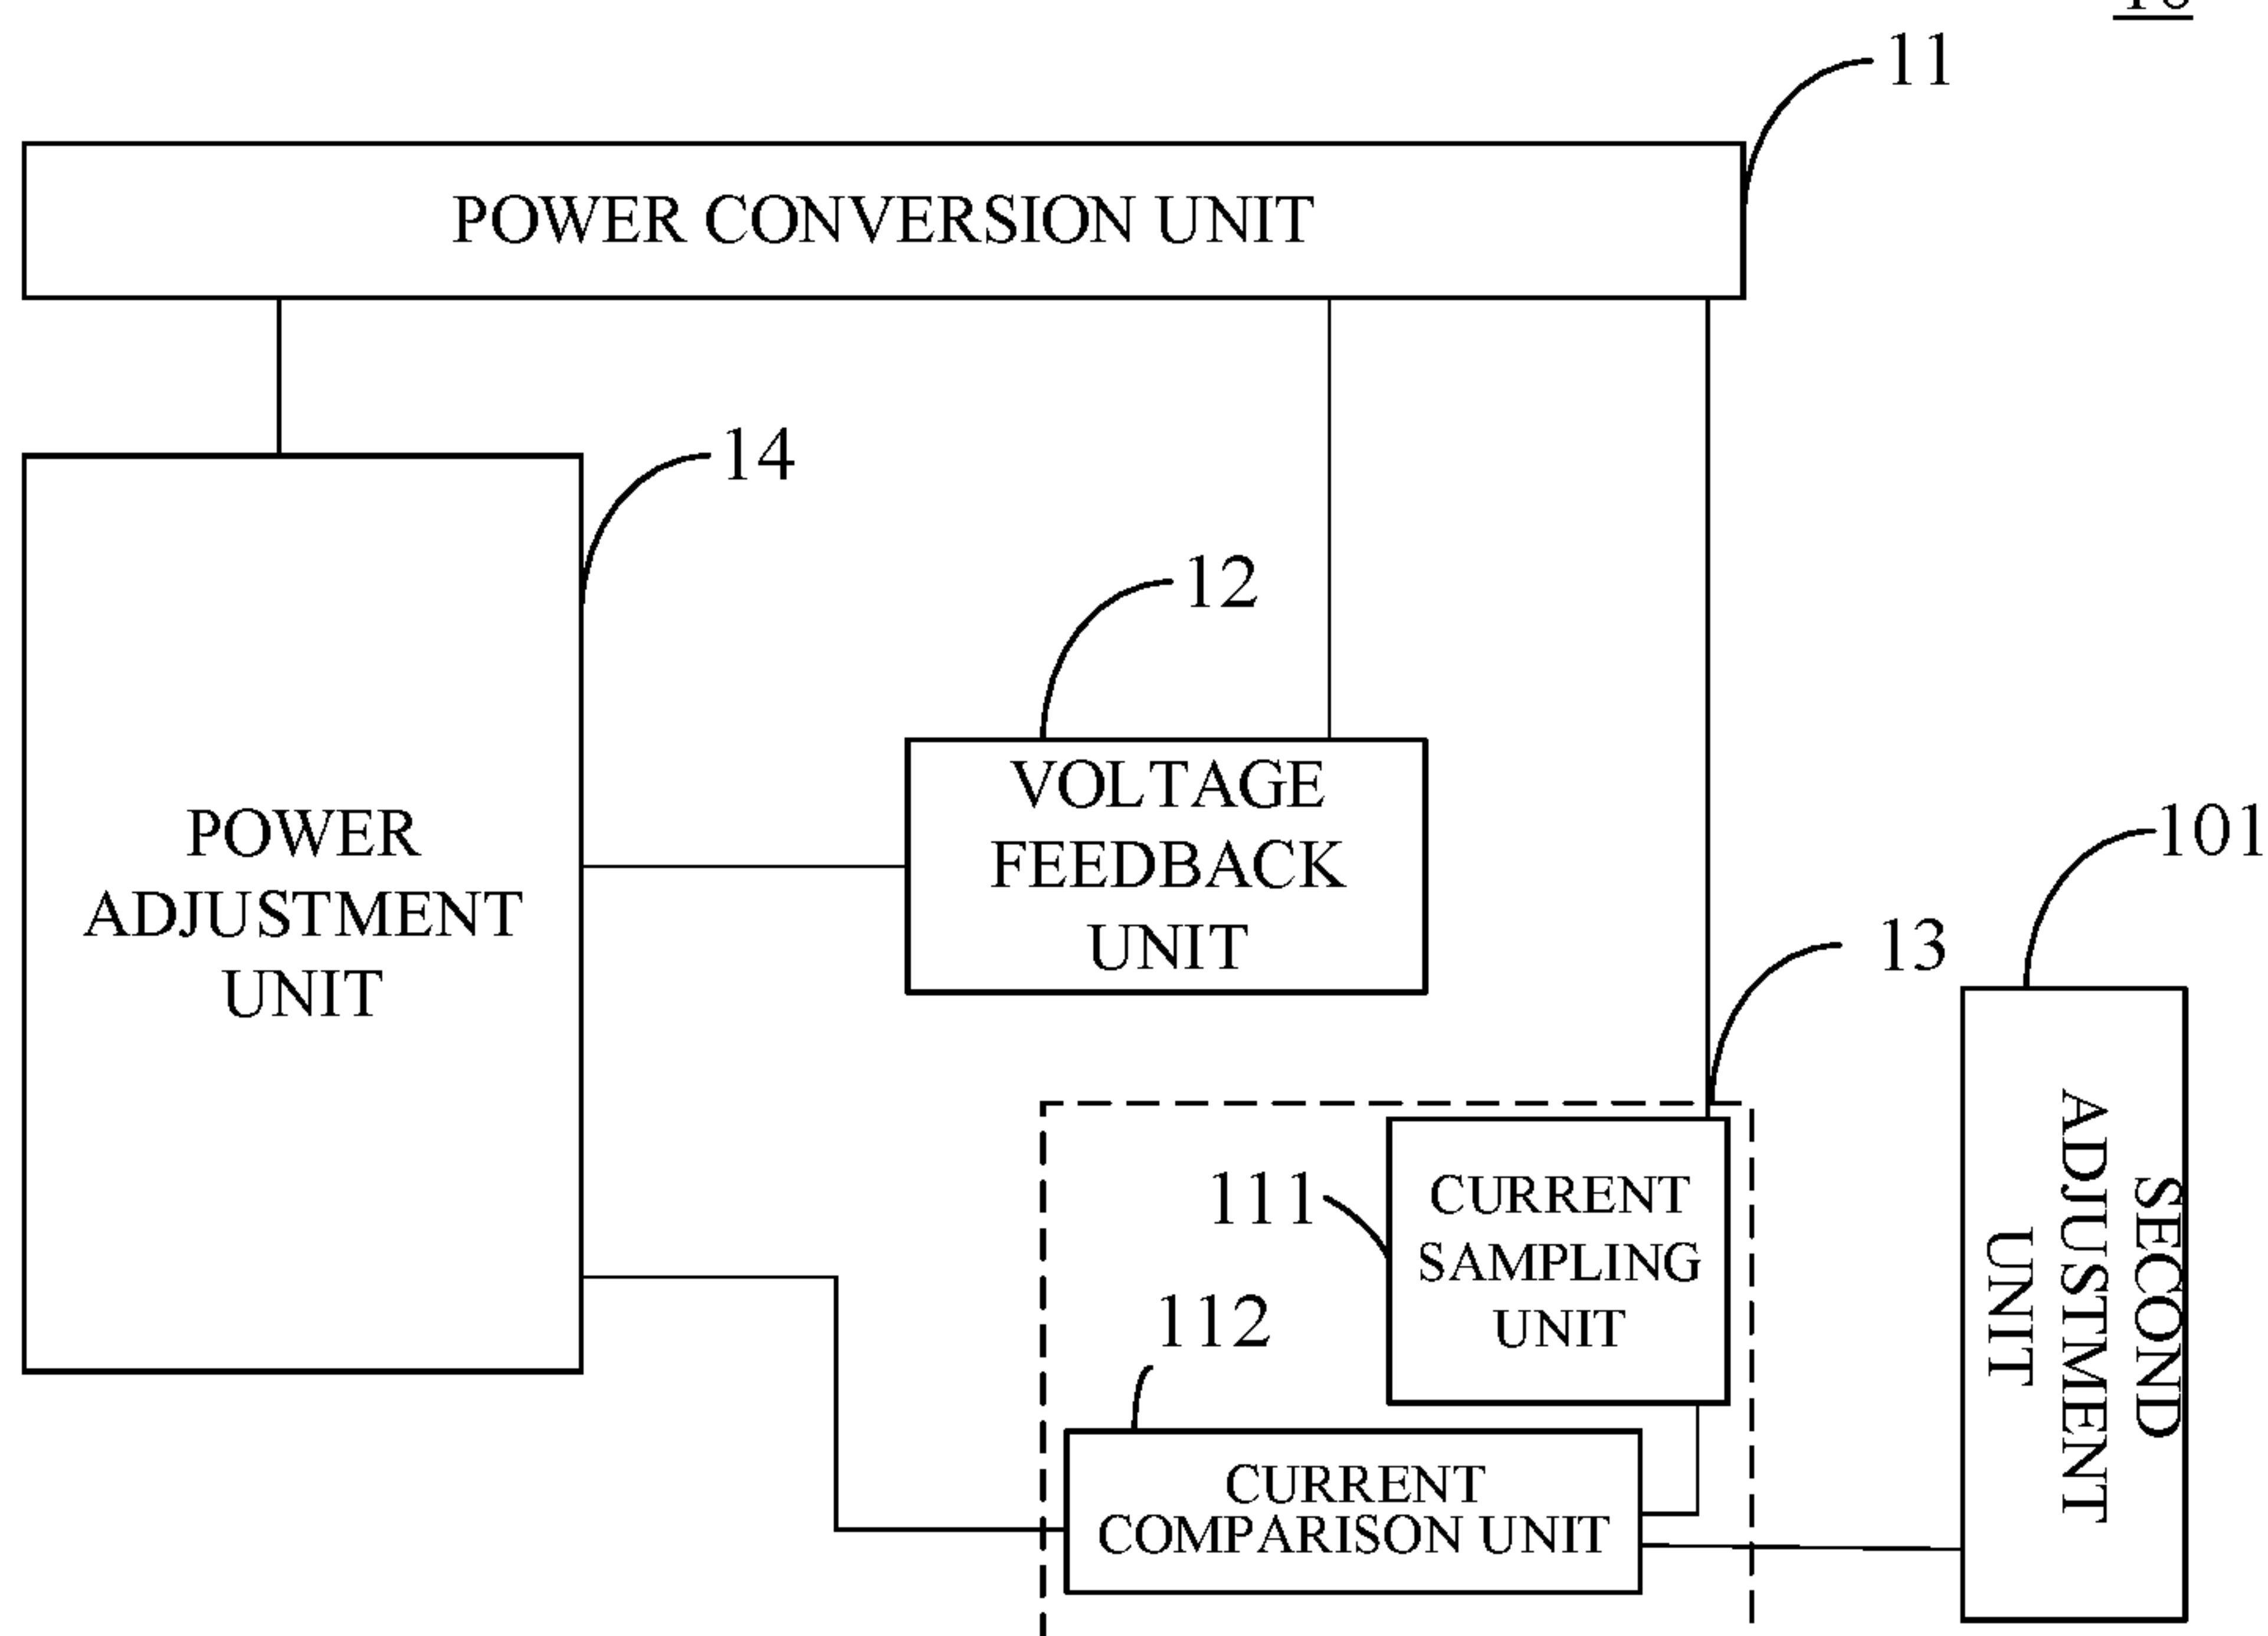 11
POWER CONVERSION UNIT
14
12
VOLTAGE
FEEDBACK
UNIT
POWER
ADJUSTMENT
UNIT
101
13
SECOND
ADJUSTMENT
UNIT
111
CURRENT
SAMPLING
UNIT
112
CURRENT
COMPARISON UNIT